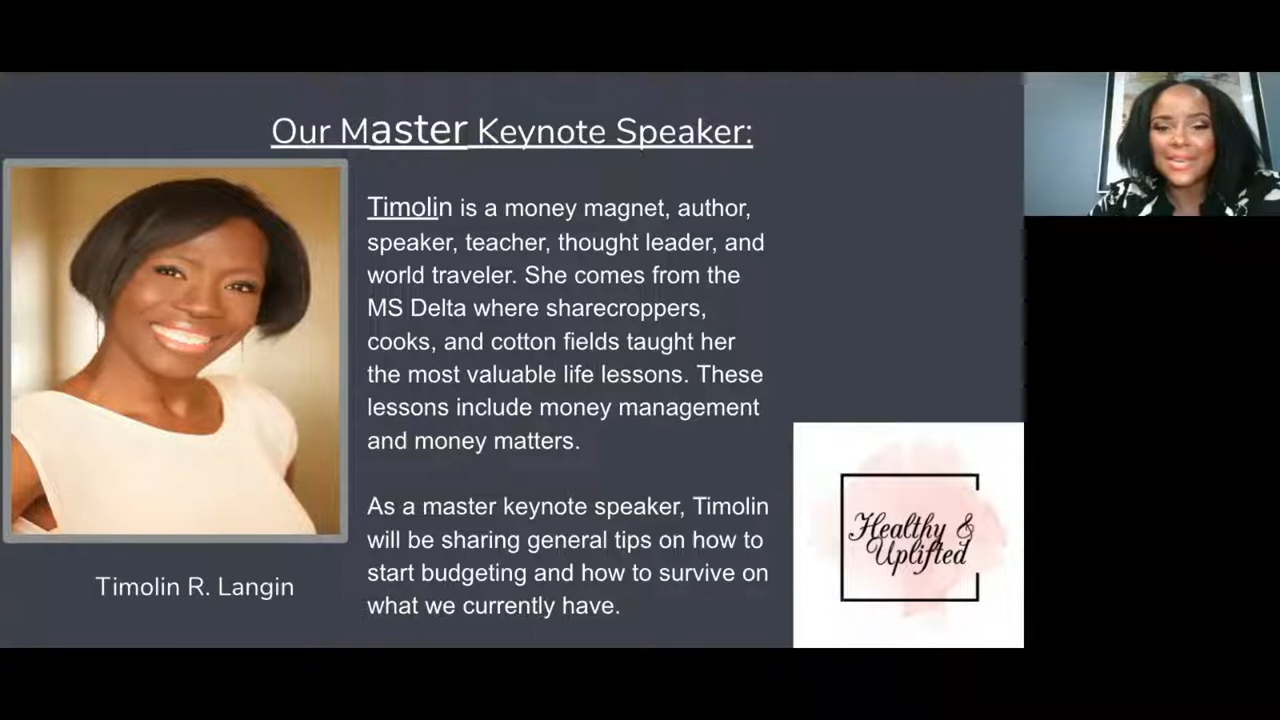 Our Master Keynote Speaker:
Timolin is a money magnet, author,
speaker, teacher, thought leader, and
world traveler. She comes from the
MS Delta where sharecroppers,
cooks, and cotton fields taught her
the most valuable life lessons. These
lessons include money management
and money matters.
As a master keynote speaker, Timolin
will be sharing general tips on how to
start budgeting and how to survive on
what we currently have.
Timolin R. Langin
Healthy &
Uplifted